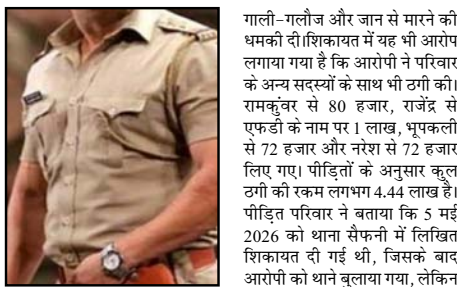 गाली-गलौज और जान से मारने की
धमकी दी।शिकायत में यह भी आरोप
लगाया गया है कि आरोपी ने परिवार
के अन्य सदस्यों के साथ भी ठगी की।
रामकुंवर से 80 हजार, राजेंद्र से
एफडी के नाम पर 1 लाख, भूपकली
से 72 हजार और नरेश से 72 हजार
लिए गए। पीड़ितों के अनुसार कुल
ठगी की रकम लगभग 4.44 लाख है।
पीड़ित परिवार ने बताया कि 5 मई
2026 को थाना सैफनी में लिखित
शिकायत दी गई थी, जिसके बाद
आरोपी को थाने बुलाया गया, लेकिन